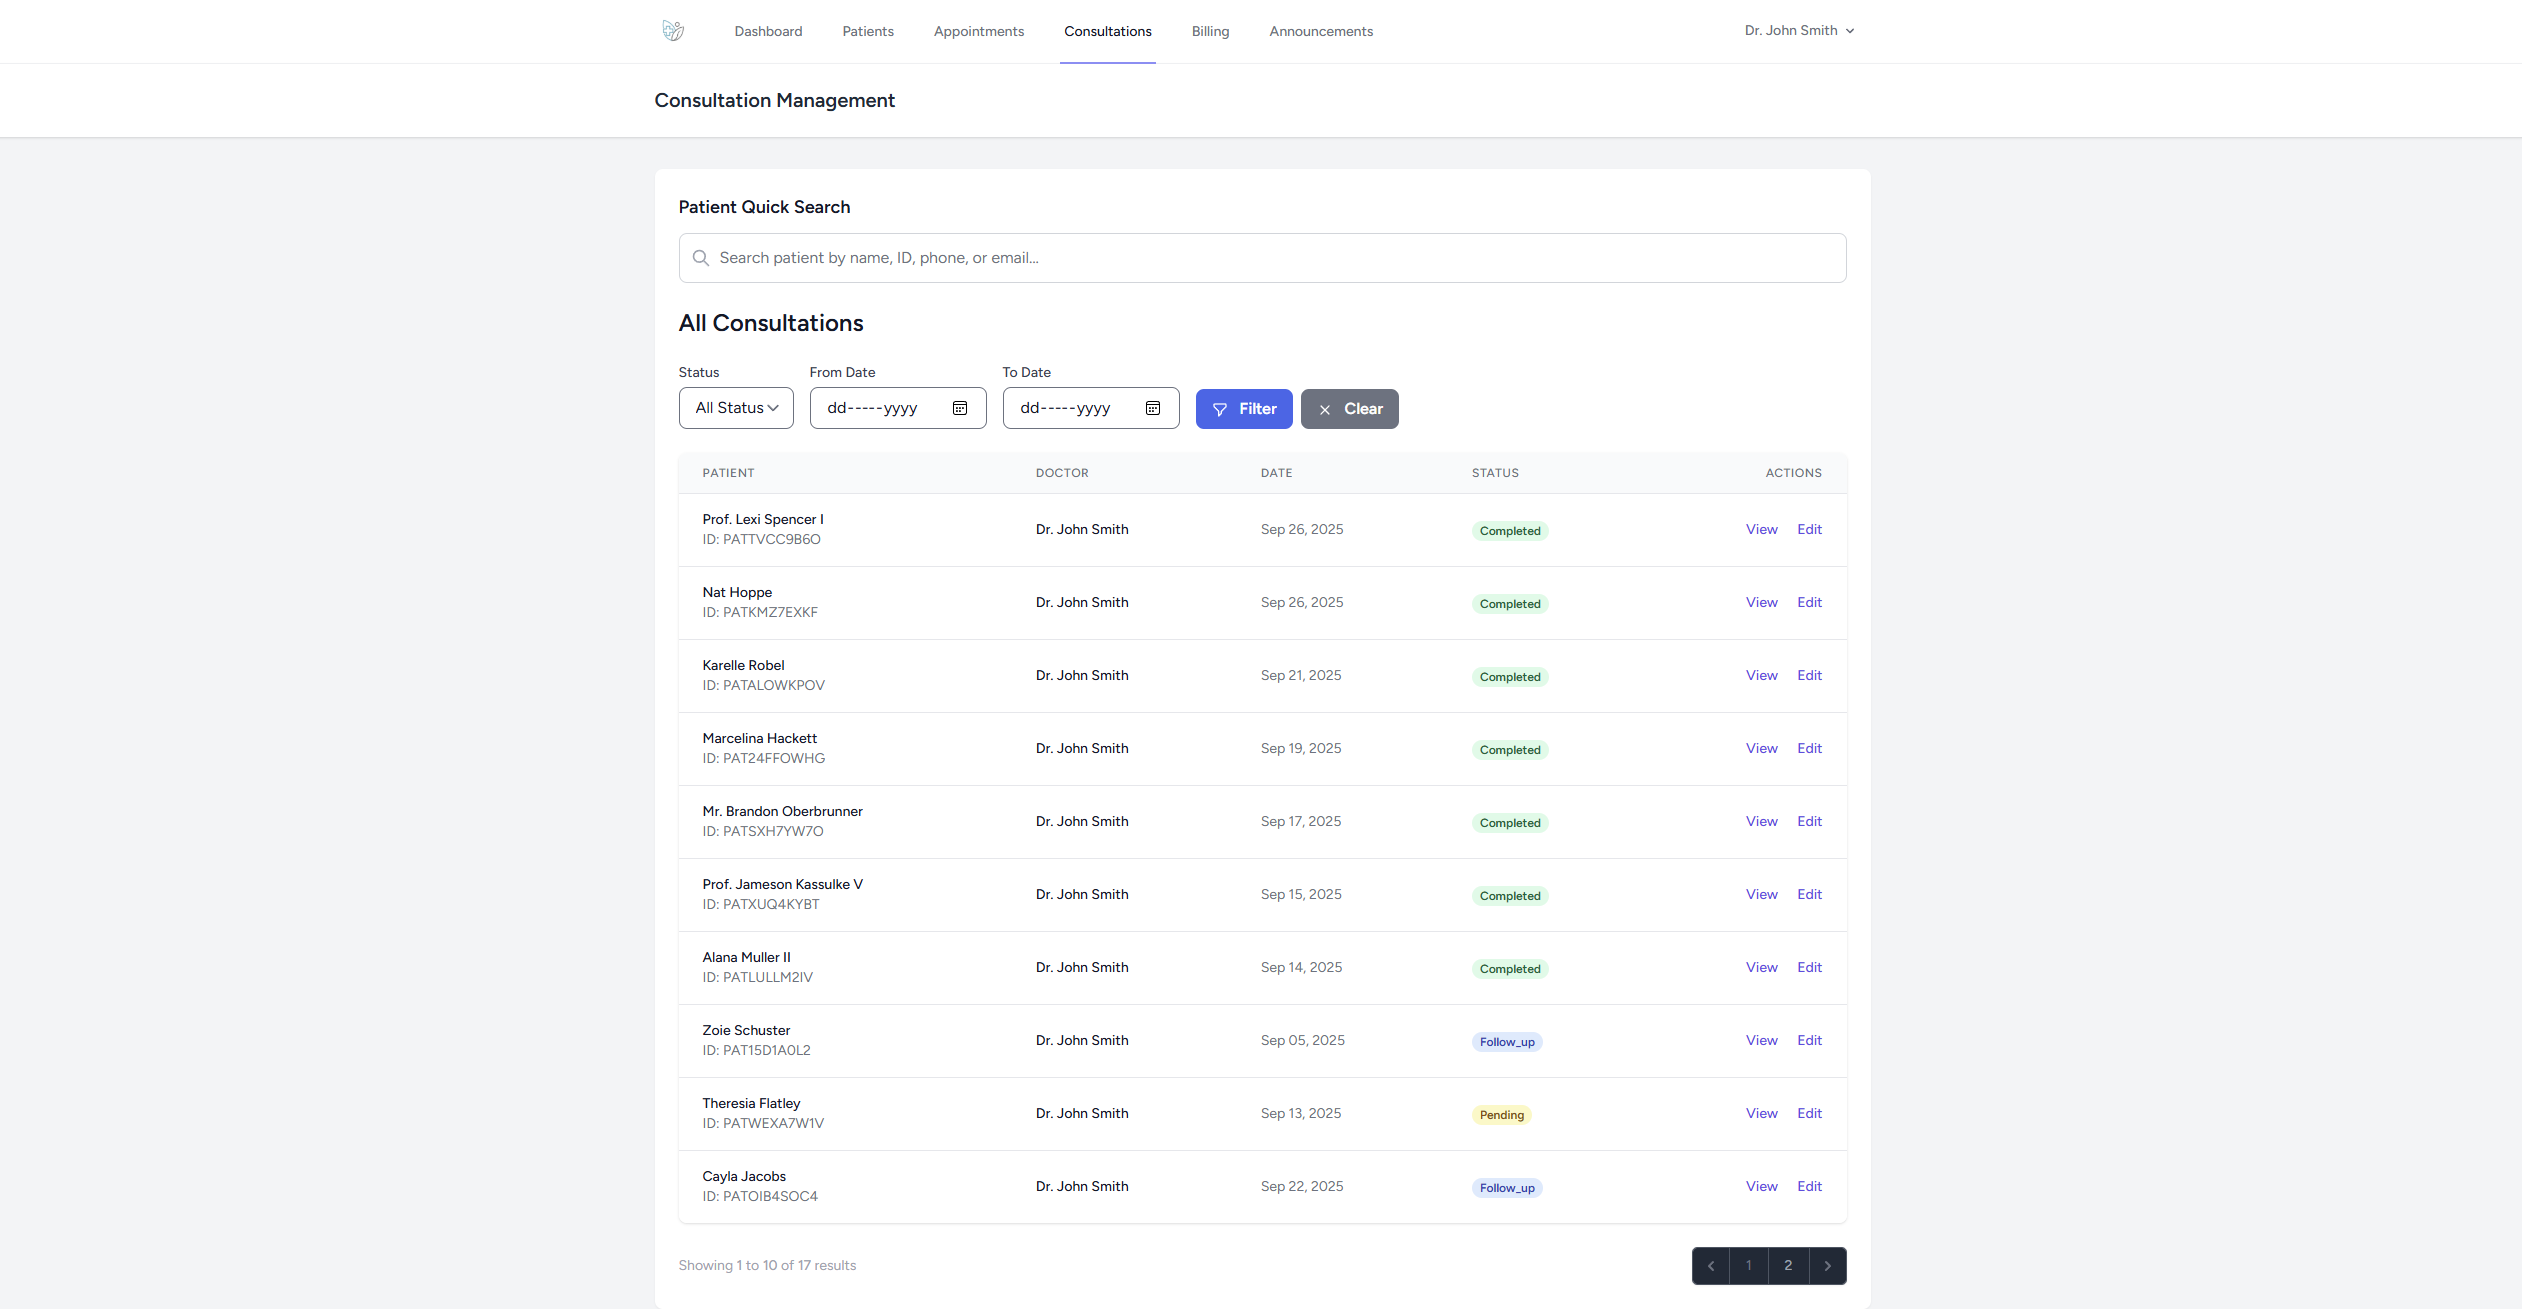 Dashboard Patients Appointments Consultations Billing Announcements Dr. John Smith
Consultation Management
Patient Quick Search
Search patient by name, ID, phone, or email...
All Consultations
Status From Date To Date
All Status dd-----yyyy dd-----yyyy Filter Clear
PATIENT DOCTOR DATE STATUS ACTIONS
Prof. Lexi Spencer I
ID: PATTVCC9B6O
Dr. John Smith Sep 26, 2025 Completed View Edit
Nat Hoppe
ID: PATKMZ7EXKF
Dr. John Smith Sep 26, 2025 Completed View Edit
Karelle Robel
ID: PATALOWKPOV
Dr. John Smith Sep 21, 2025 Completed View Edit
Marcelina Hackett
ID: PAT24FFOWHG
Dr. John Smith Sep 19, 2025 Completed View Edit
Mr. Brandon Oberbrunner
ID: PATSXH7YW7O
Dr. John Smith Sep 17, 2025 Completed View Edit
Prof. Jameson Kassulke V
ID: PATXUQ4KYBT
Dr. John Smith Sep 15, 2025 Completed View Edit
Alana Muller II
ID: PATLULLM2IV
Dr. John Smith Sep 14, 2025 Completed View Edit
Zoie Schuster
ID: PAT15D1A0L2
Dr. John Smith Sep 05, 2025 Follow_up View Edit
Theresia Flatley
ID: PATWEXA7W1V
Dr. John Smith Sep 13, 2025 Pending View Edit
Cayla Jacobs
ID: PATOIB4SOC4
Dr. John Smith Sep 22, 2025 Follow_up View Edit
Showing 1 to 10 of 17 results 1 2